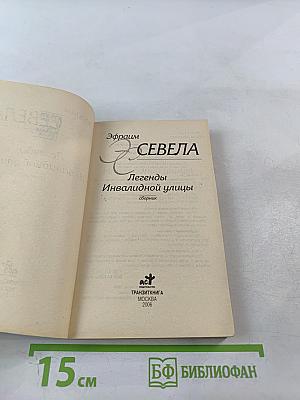 Эфраим
СЕВЕЛА
Легенды
Инвалидной улицы
сборник
аст
ТРАНЗИТКНИГА
МОСКВА
2006
15 см
БФ БИБЛИОФАН